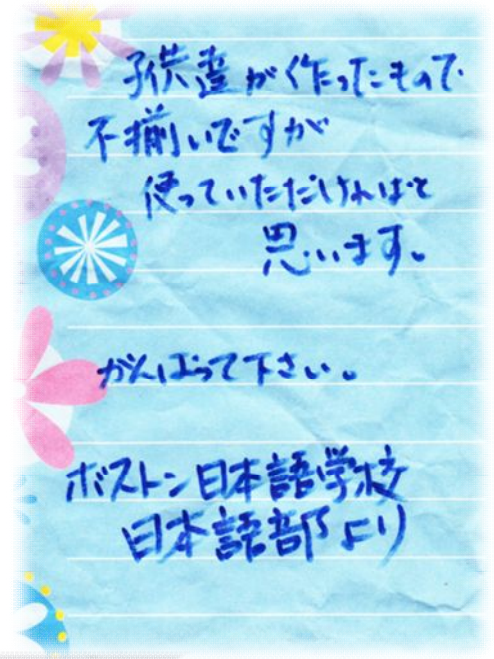 子供達が作ったもので
不揃いですが
使っていただければと
思います。
がんばって下さい。
ボストン日本語学校
日本語部より